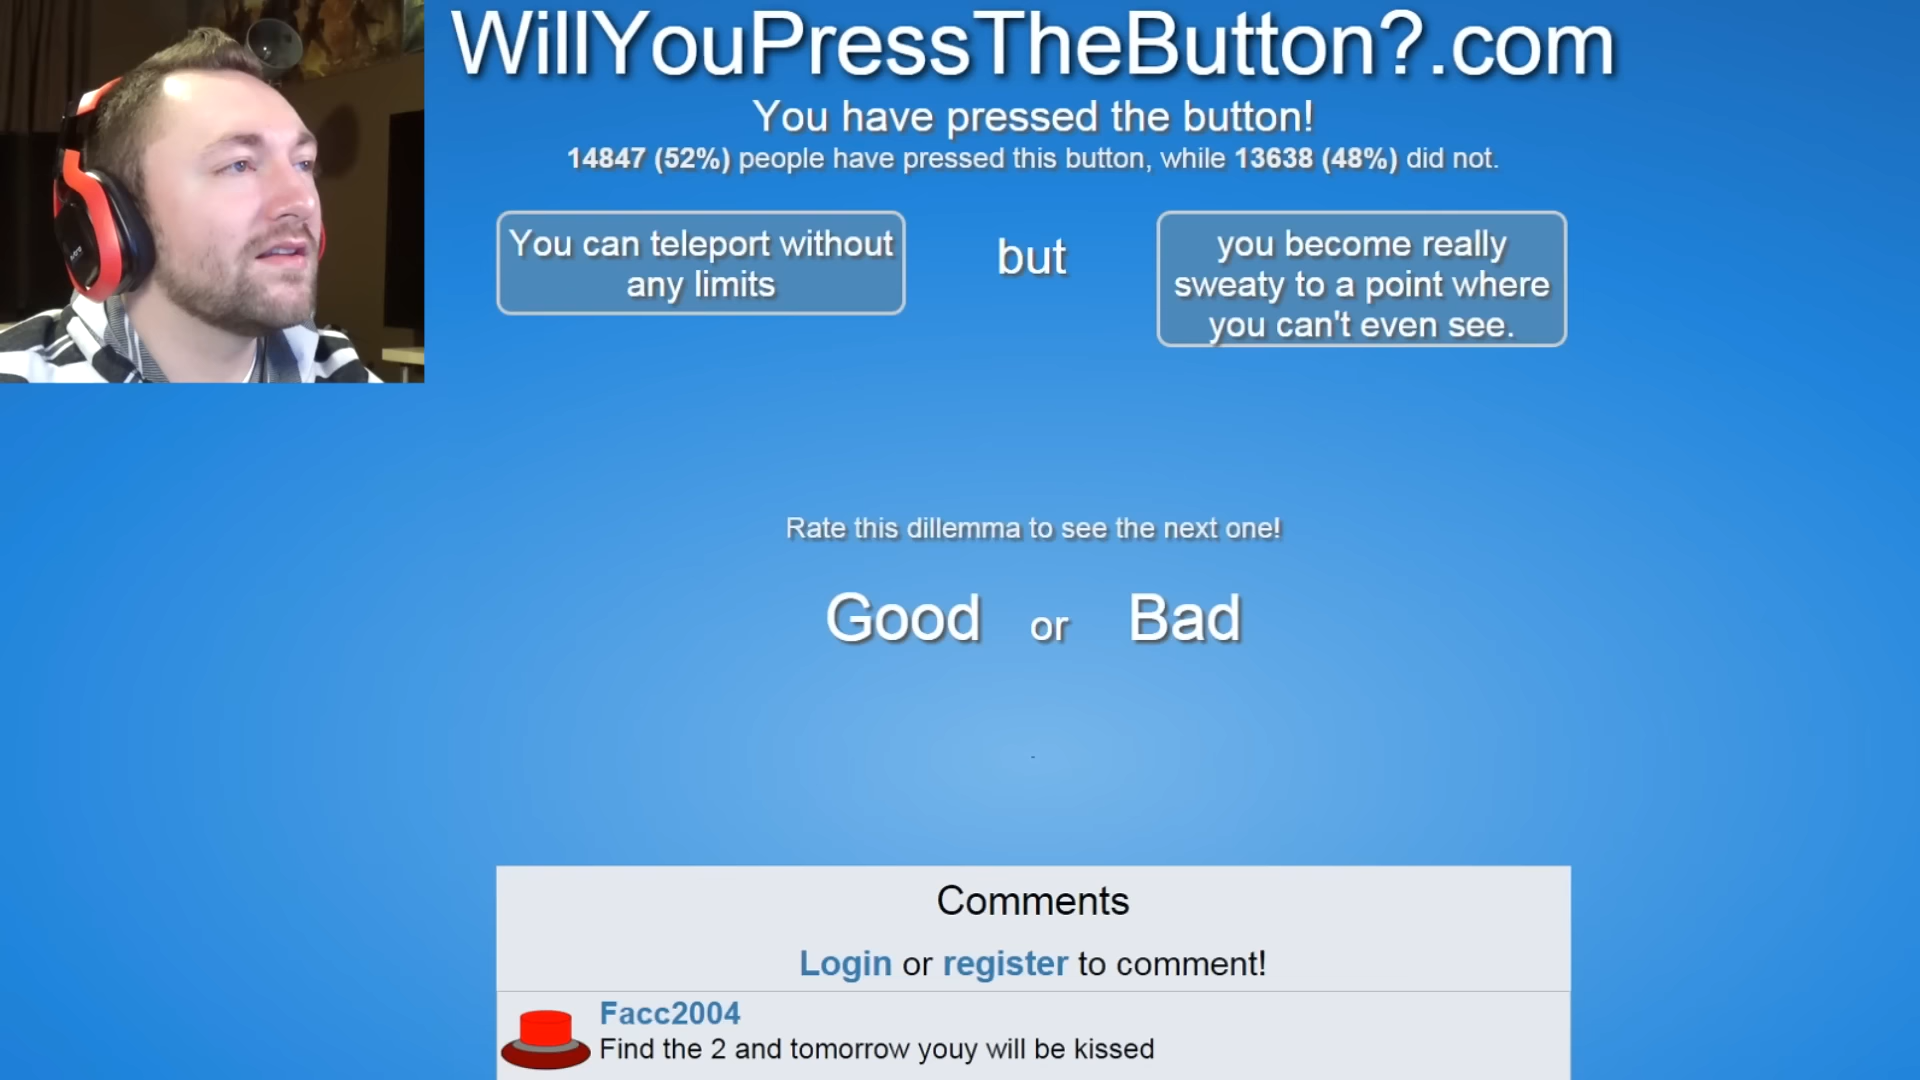 WillYouPressTheButton?.com
You have pressed the button!
14847 (52%) people have pressed this button, while 13638 (48%) did not.
You can teleport without
any limits
but
you become really
sweaty to a point where
you can't even see.
Rate this dillemma to see the next one!
Good or Bad
-
Comments
Login or register to comment!
Facc2004
Find the 2 and tomorrow youy will be kissed